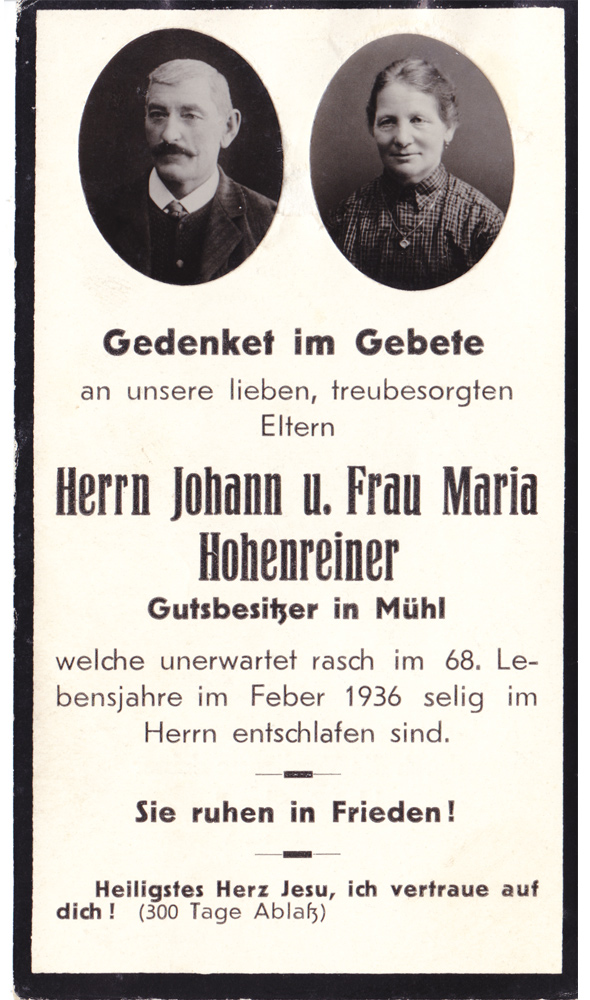 Gedenket im Gebete
an unsere lieben, treubesorgten
Eltern
Herrn Johann u. Frau Maria
Hohenreiner
Gutsbesitzer in Mühl
welche unerwartet rasch im 68. Le-
bensjahre im Feber 1936 selig im
Herrn entschlafen sind.
Sie ruhen in Frieden!
Heiligstes Herz Jesu, ich vertraue auf
dich! (300 Tage Ablaß)